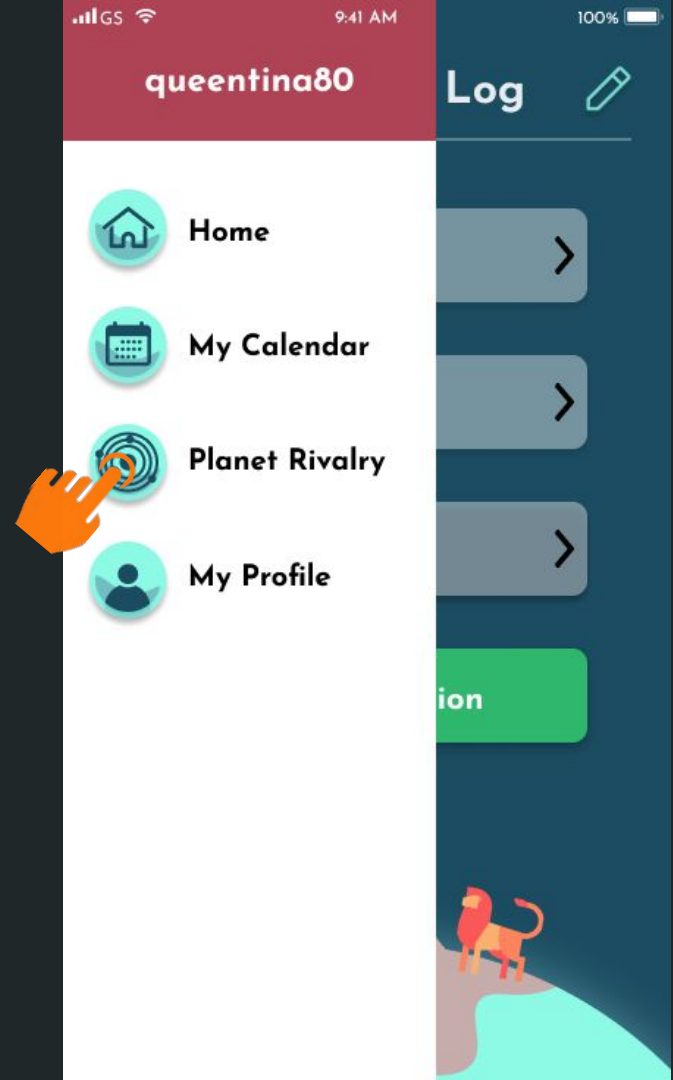 GS 9:41 AM 100%
queentina80
Log
Home
My Calendar
Planet Rivalry
My Profile
ion